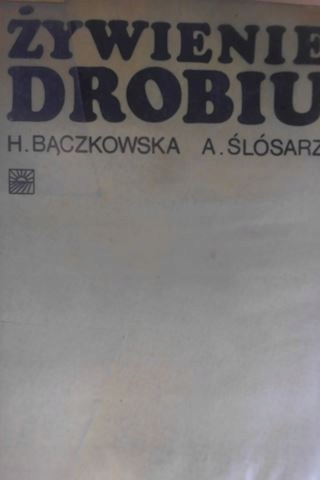 ŻYWIENIE
DROBIU
H. BĄCZKOWSKA A. ŚLÓSARZ